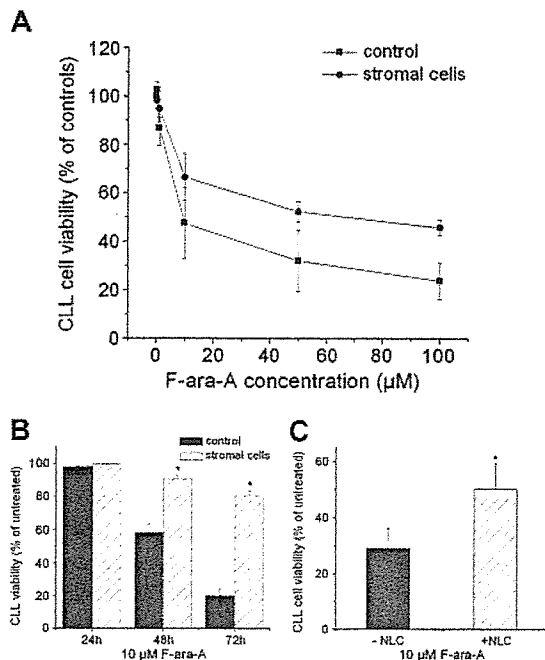 A
control
stromal cells
120
100
80
60
40
20
0
CLL cell viability (% of controls)
0 20 40 60 80 100
F-ara-A concentration (μM)
B
control
stromal cells
100
80
60
40
20
0
CLL viability (% of untreated)
* *
24h 48h 72h
10 μM F-ara-A
C
60
40
20
0
CLL cell viability (% of untreated)
*
- NLC +NLC
10 μM F-ara-A